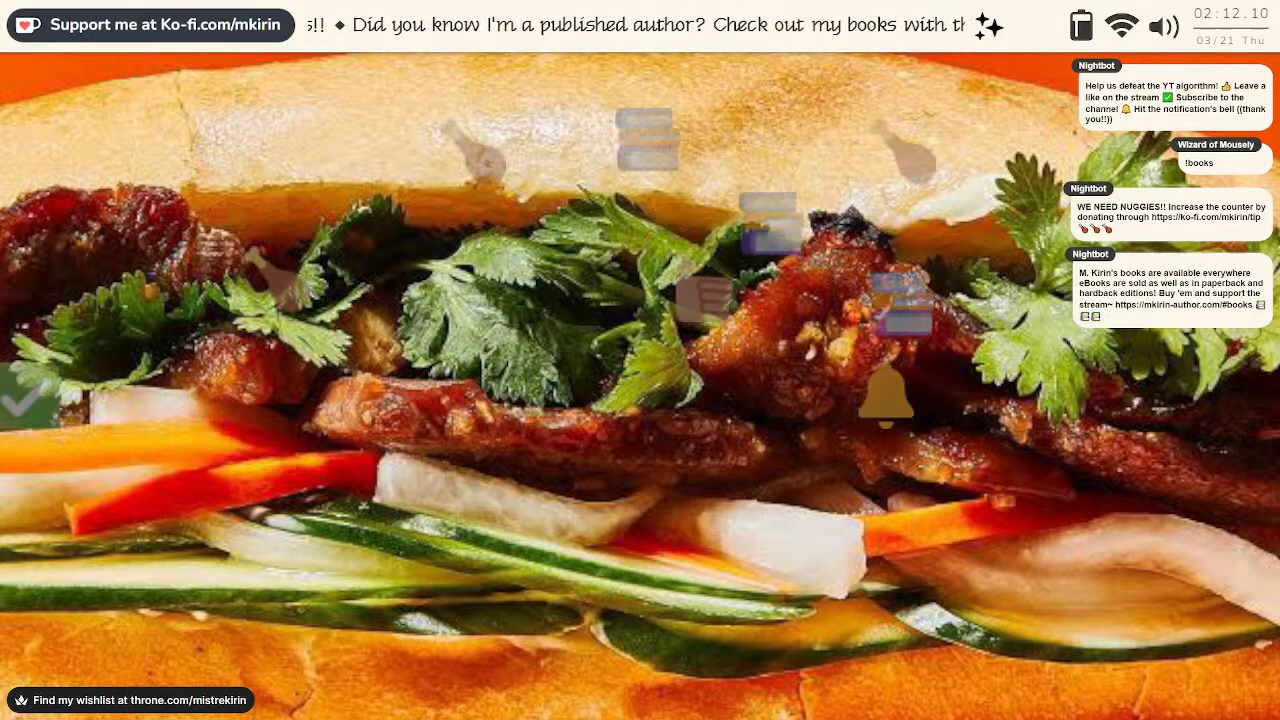 Support me at Ko-fi.com/mkirin
s!! ◆ Did you know I'm a published author? Check out my books with th
02:12.10
03/21 Thu
Nightbot
Help us defeat the YT algorithm! 👍 Leave a
like on the stream ✅ Subscribe to the
channel 🔔 Hit the notification's bell ((thank
you!!))
Wizard of Mousely
!books
Nightbot
WE NEED NUGGIES!! Increase the counter by
donating through https://ko-fi.com/mkirin/tip
🍗 🍗 🍗
Nightbot
M. Kirin's books are available everywhere
eBooks are sold as well as in paperback and
hardback editions! Buy 'em and support the
stream~ https://mkirin-author.com/#books 📚
📚📚
Find my wishlist at throne.com/mistrekirin